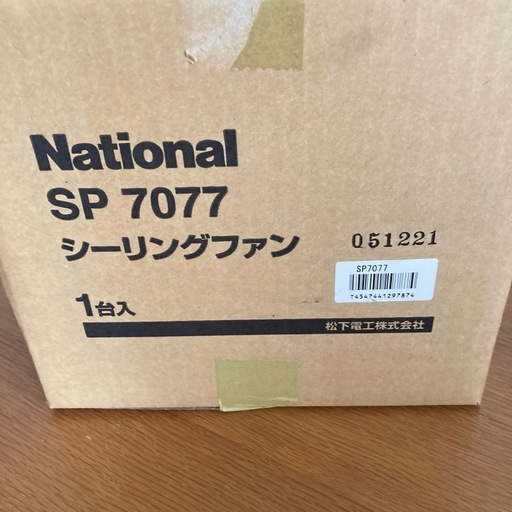 National
SP 7077
シーリングファン
051221
SP7077
T4547441297874
1台入
松下電工株式会社